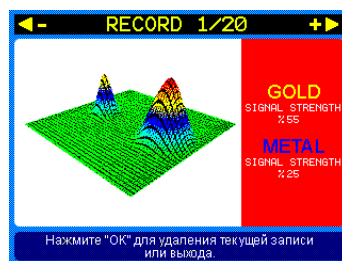 - RECORD 1/20 +
GOLD
SIGNAL STRENGTH
%55
METAL
SIGNAL STRENGTH
%25
Нажмите "ОК" для удаления текущей записи
или выхода.